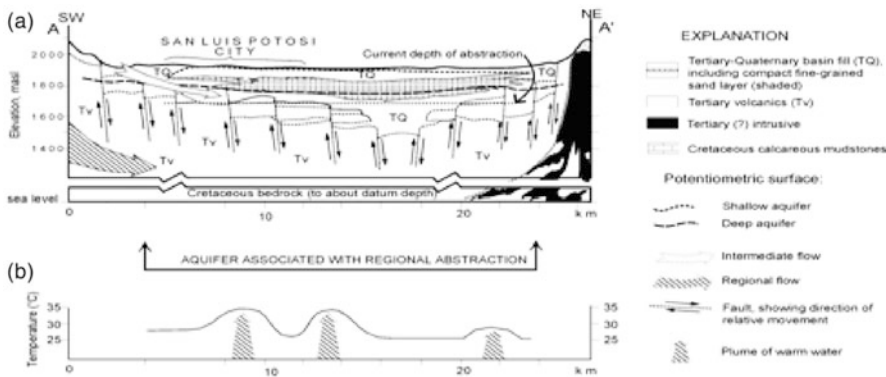 (a)
SW
A
NE
A'
SAN LUIS POTOSI
CITY
Current depth of abstraction
Elevation, masl
2000
1800
1600
1400
TQ
TQ
TQ
TQ
Tv
Tv
Tv
Tv
Tv
Cretaceous bedrock (to about datum depth)
sea level
0
10
20
km
AQUIFER ASSOCIATED WITH REGIONAL ABSTRACTION
(b)
Temperature (°C)
35
30
25
35
30
25
0
10
20
km
EXPLANATION
Tertiary-Quaternary basin fill (TQ),
including compact fine-grained
sand layer (shaded)
Tertiary volcanics (Tv)
Tertiary (?) intrusive
Cretaceous calcareous mudstones
Potentiometric surface:
Shallow aquifer
Deep aquifer
Intermediate flow
Regional flow
Fault, showing direction of
relative movement
Plume of warm water